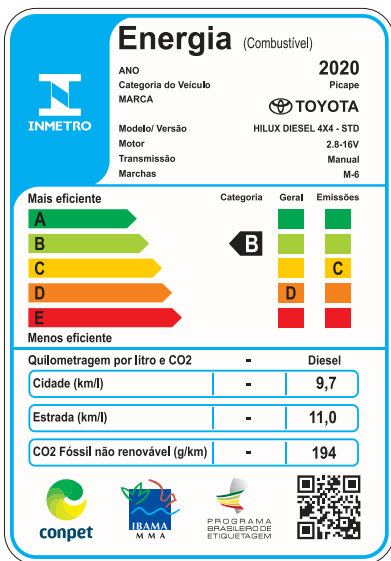 Energia (Combustível)
ANO 2020
Categoria do Veículo Picape
MARCA TOYOTA
INMETRO
Modelo/ Versão HILUX DIESEL 4X4 - STD
Motor 2.8-16V
Transmissão Manual
Marchas M-6
Mais eficiente Categoria Geral Emissões
A
B B
C C
D D
E
Menos eficiente
Quilometragem por litro e CO2 - Diesel
Cidade (km/l) - 9,7
Estrada (km/l) - 11,0
CO2 Fóssil não renovável (g/km) - 194
conpet
IBAMA
M M A
PROGRAMA
BRASILEIRO DE
ETIQUETAGEM